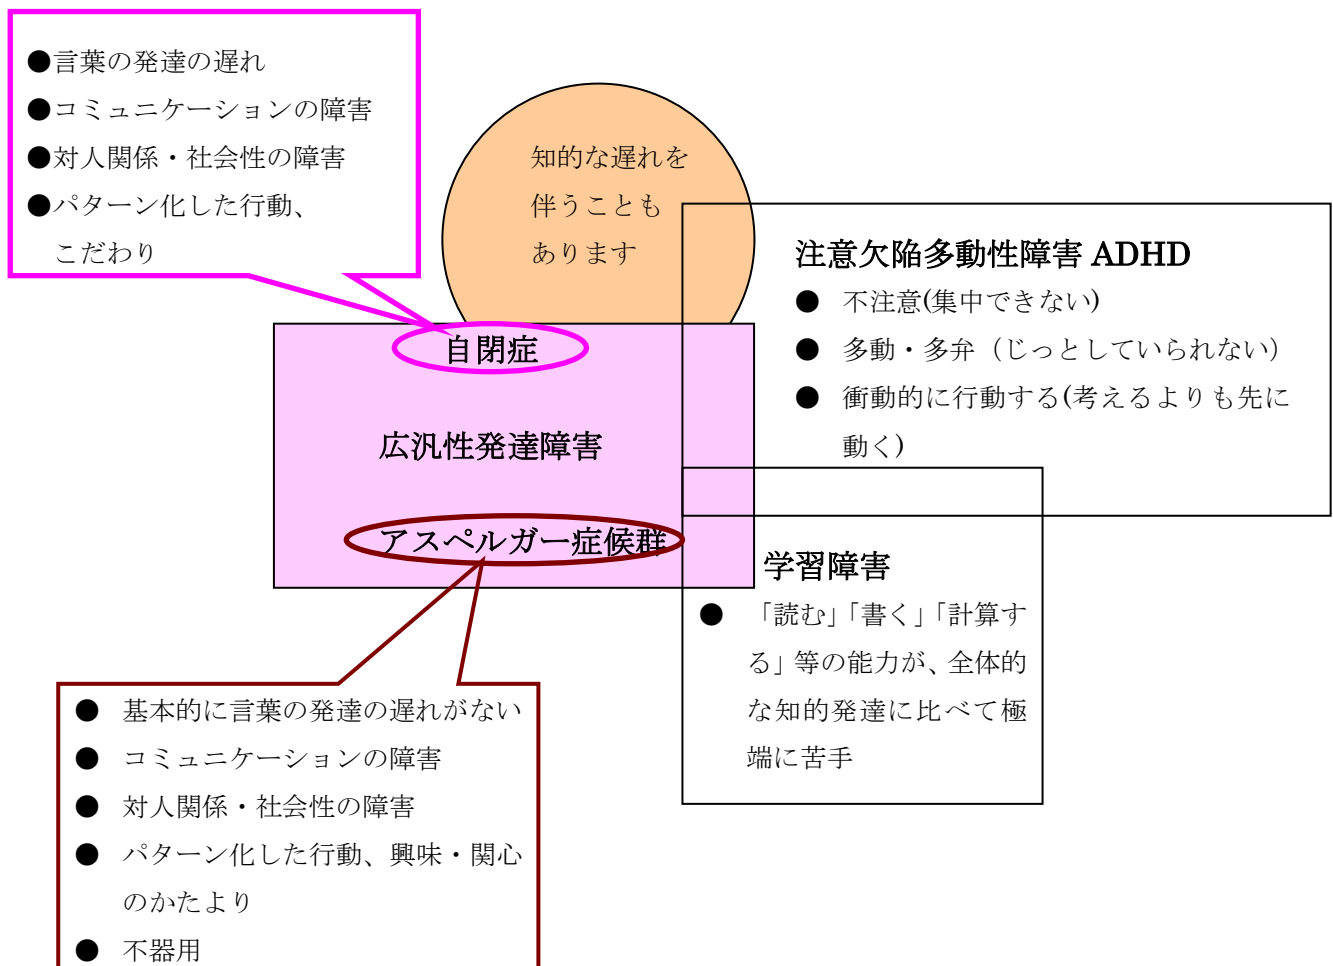 ●言葉の発達の遅れ
●コミュニケーションの障害
●対人関係・社会性の障害
●パターン化した行動、
こだわり
知的な遅れを
伴うことも
あります
注意欠陥多動性障害 ADHD
● 不注意(集中できない)
● 多動・多弁（じっとしていられない）
● 衝動的に行動する(考えるよりも先に
動く)
自閉症
広汎性発達障害
アスペルガー症候群
学習障害
● 「読む」「書く」「計算す
る」等の能力が、全体的
な知的発達に比べて極
端に苦手
● 基本的に言葉の発達の遅れがない
● コミュニケーションの障害
● 対人関係・社会性の障害
● パターン化した行動、興味・関心
のかたより
● 不器用